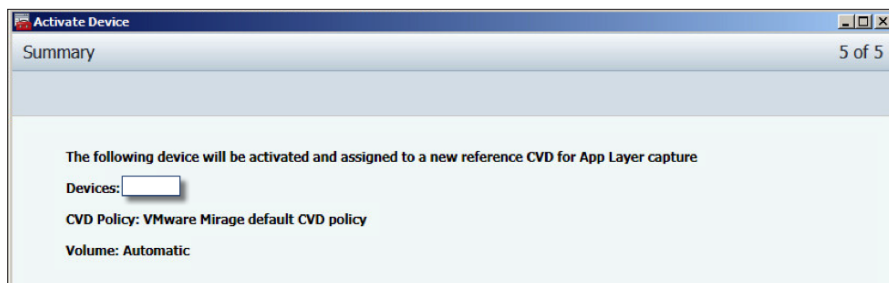 Activate Device
Summary 5 of 5
The following device will be activated and assigned to a new reference CVD for App Layer capture
Devices:
CVD Policy: VMware Mirage default CVD policy
Volume: Automatic